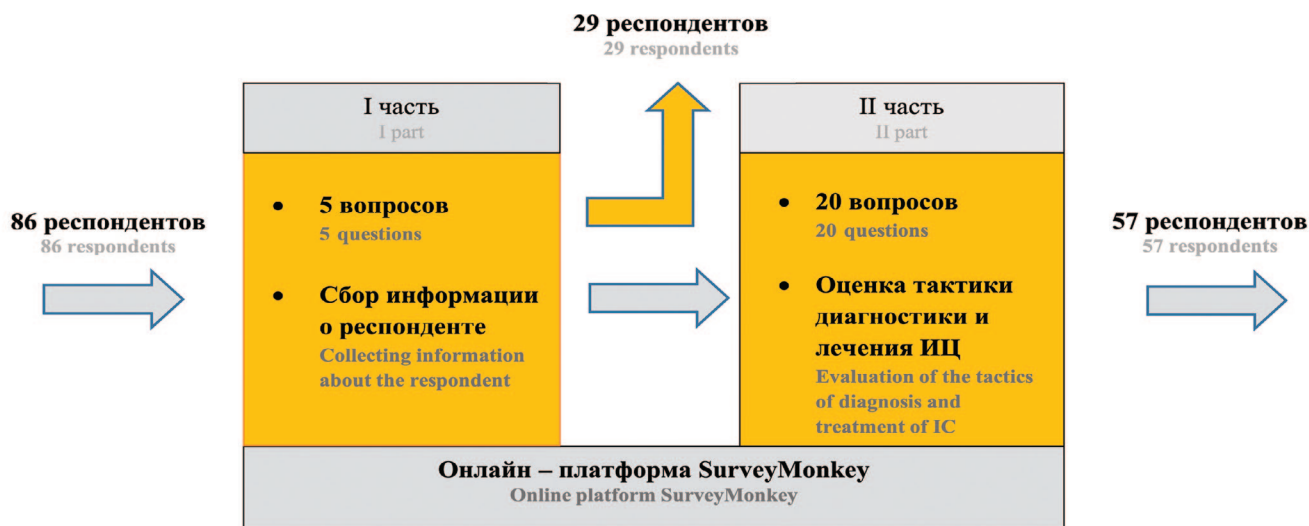 29 респондентов
29 respondents
I часть
I part
II часть
II part
86 респондентов
86 respondents
• 5 вопросов
5 questions
• Сбор информации
о респонденте
Collecting information
about the respondent
• 20 вопросов
20 questions
• Оценка тактики
диагностики и
лечения ИЦ
Evaluation of the tactics
of diagnosis and
treatment of IC
57 респондентов
57 respondents
Онлайн – платформа SurveyMonkey
Online platform SurveyMonkey